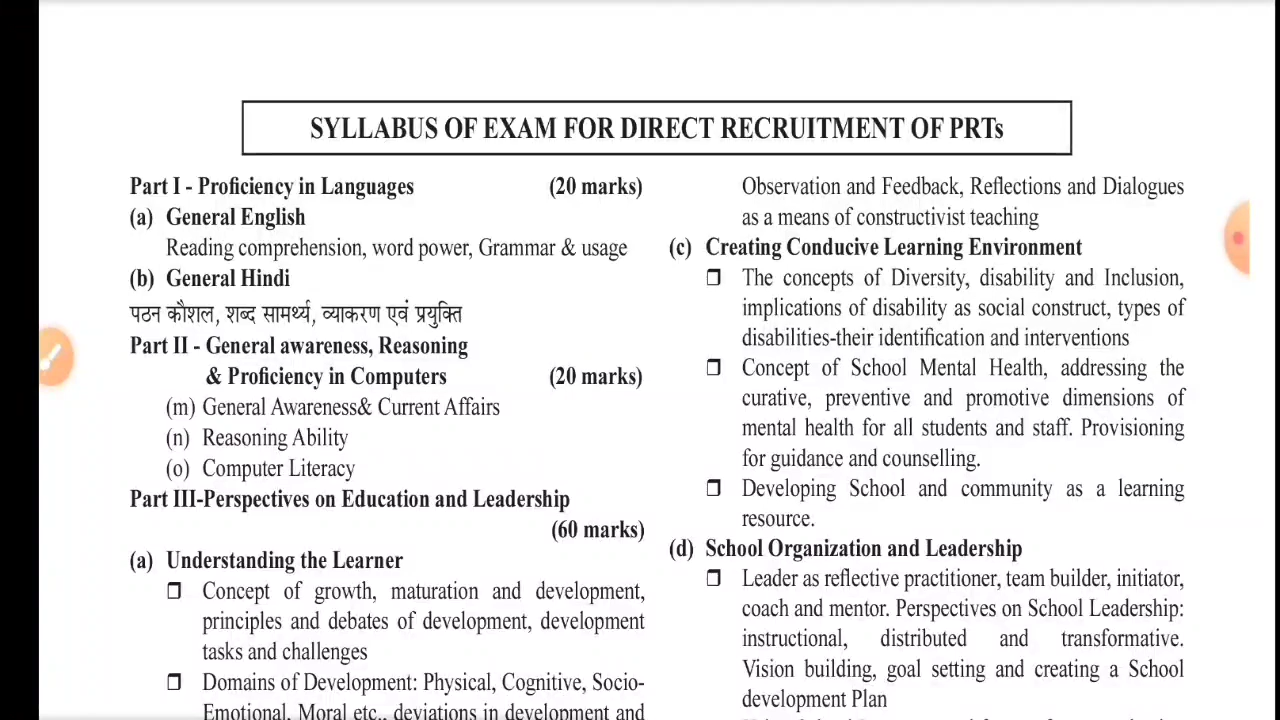 SYLLABUS OF EXAM FOR DIRECT RECRUITMENT OF PRTs
Part I - Proficiency in Languages (20 marks)
(a) General English
Reading comprehension, word power, Grammar & usage
(b) General Hindi
पठन कौशल, शब्द सामर्थ्य, व्याकरण एवं प्रयुक्ति
Part II - General awareness, Reasoning
& Proficiency in Computers (20 marks)
(m) General Awareness& Current Affairs
(n) Reasoning Ability
(o) Computer Literacy
Part III-Perspectives on Education and Leadership
(60 marks)
(a) Understanding the Learner
❒ Concept of growth, maturation and development,
principles and debates of development, development
tasks and challenges
❒ Domains of Development: Physical, Cognitive, Socio-
Emotional, Moral etc., deviations in development and
Observation and Feedback, Reflections and Dialogues
as a means of constructivist teaching
(c) Creating Conducive Learning Environment
❒ The concepts of Diversity, disability and Inclusion,
implications of disability as social construct, types of
disabilities-their identification and interventions
❒ Concept of School Mental Health, addressing the
curative, preventive and promotive dimensions of
mental health for all students and staff. Provisioning
for guidance and counselling.
❒ Developing School and community as a learning
resource.
(d) School Organization and Leadership
❒ Leader as reflective practitioner, team builder, initiator,
coach and mentor. Perspectives on School Leadership:
instructional, distributed and transformative.
Vision building, goal setting and creating a School
development Plan